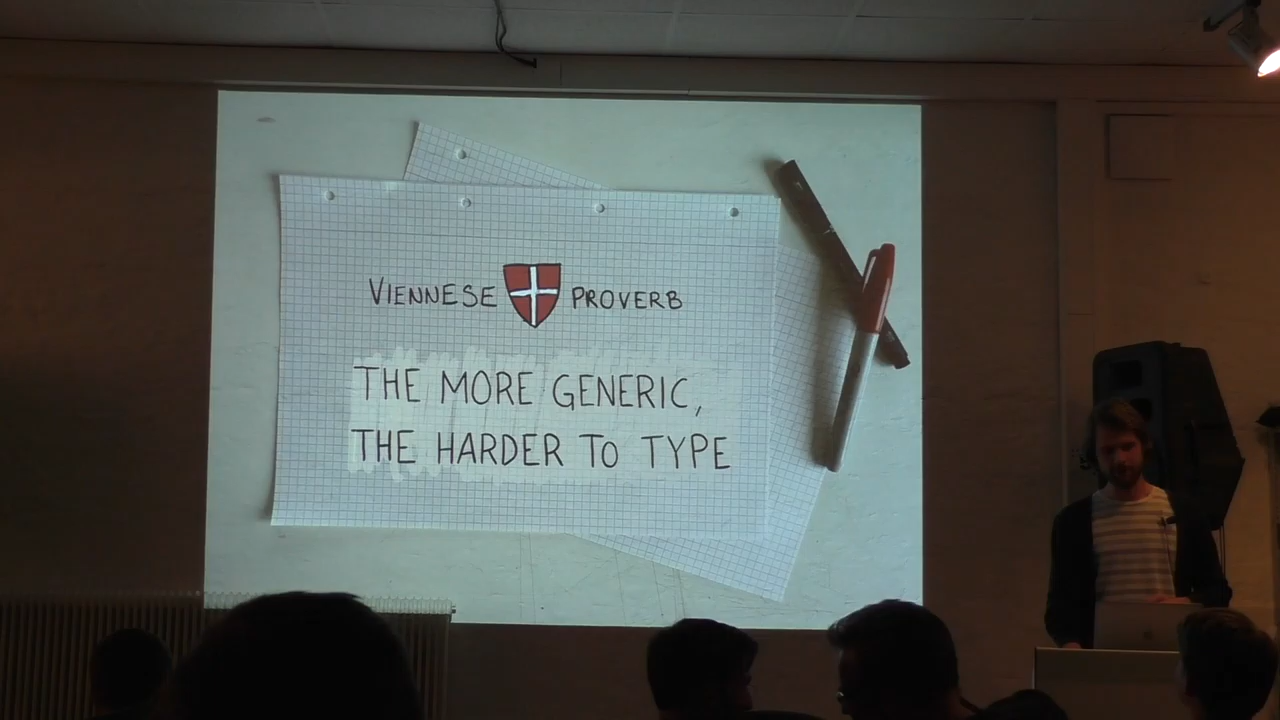 VIENNESE PROVERB
THE MORE GENERIC,
THE HARDER TO TYPE